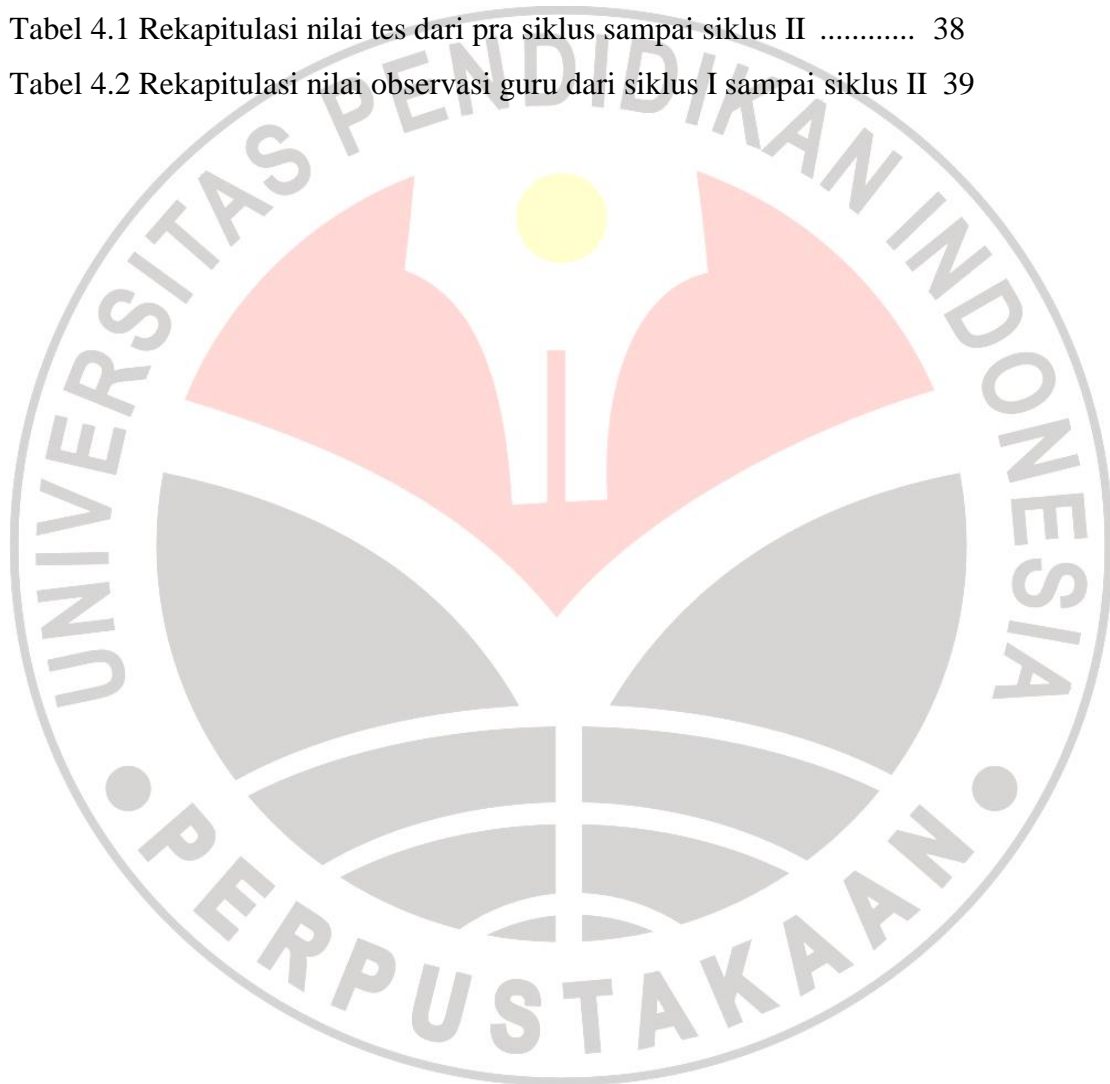 Tabel 4.1 Rekapitulasi nilai tes dari pra siklus sampai siklus II ............ 38
Tabel 4.2 Rekapitulasi nilai observasi guru dari siklus I sampai siklus II 39
UNIVERSITAS PENDIDIKAN INDONESIA
PERPUSTAKAAN